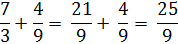 7/3 + 4/9 = 21/9 + 4/9 = 25/9